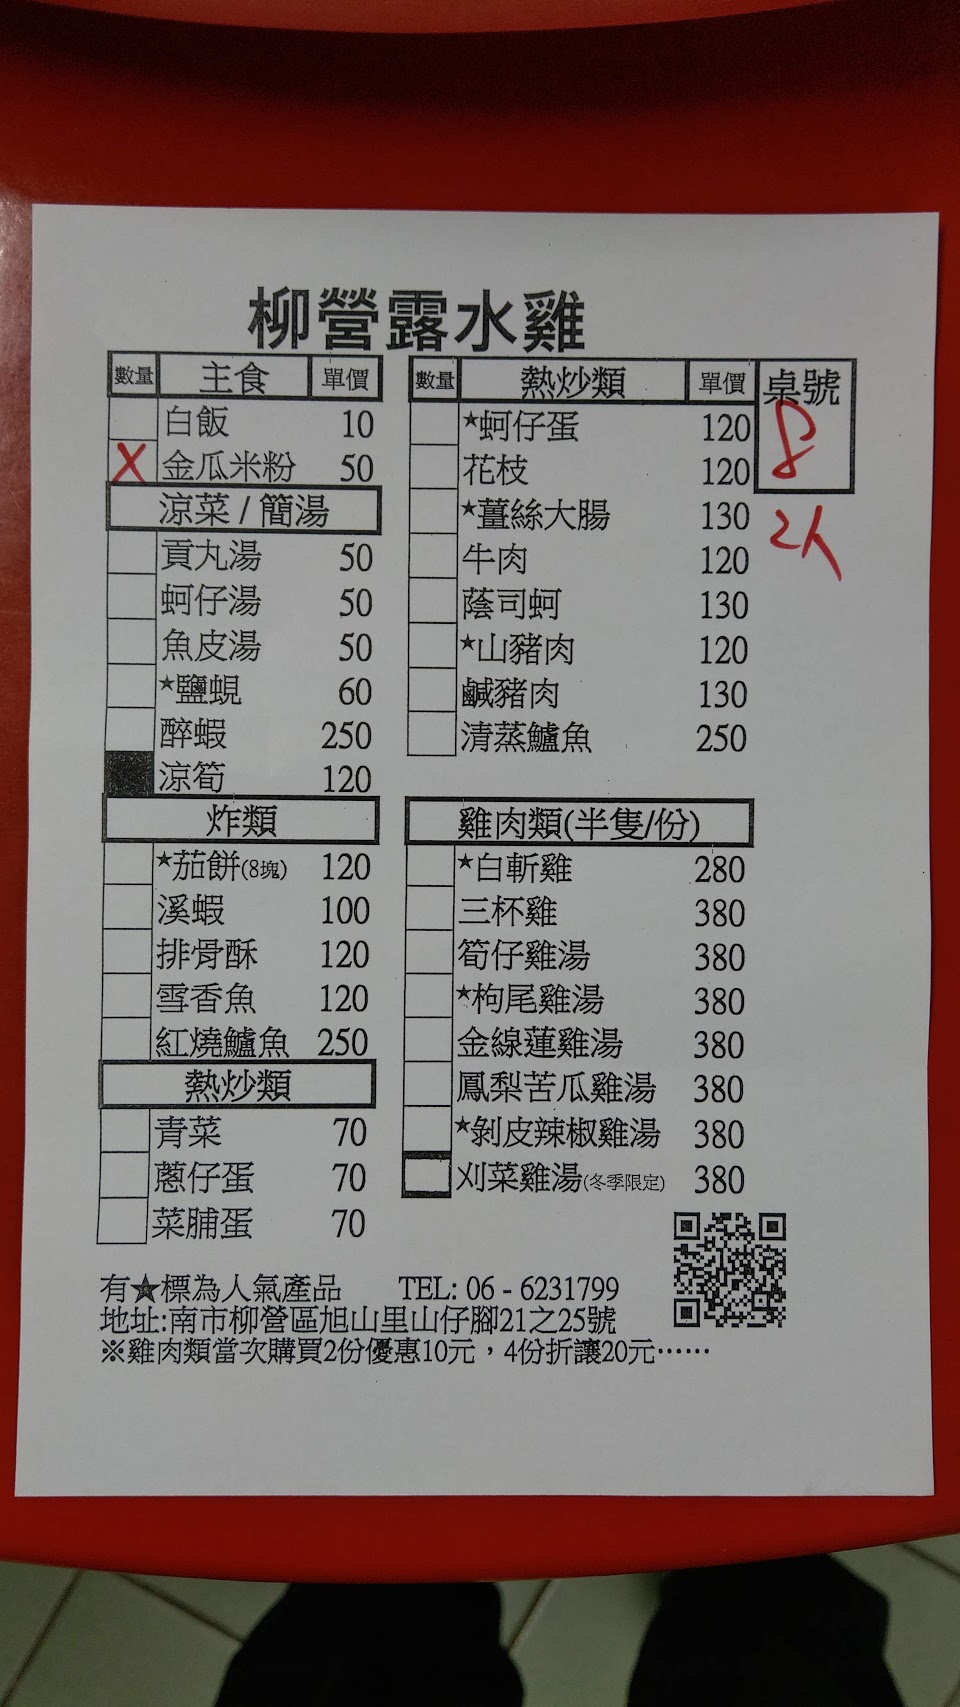 柳營露水雞
數量 主食 單價
白飯 10
X 金瓜米粉 50
涼菜 / 簡湯
貢丸湯 50
蚵仔湯 50
魚皮湯 50
★鹽蜆 60
醉蝦 250
涼筍 120
炸類
★茄餅(8塊) 120
溪蝦 100
排骨酥 120
雪香魚 120
紅燒鱸魚 250
熱炒類
青菜 70
蔥仔蛋 70
菜脯蛋 70
數量 熱炒類 單價
★蚵仔蛋 120
花枝 120
★薑絲大腸 130
牛肉 120
蔭司蚵 130
★山豬肉 120
鹹豬肉 130
清蒸鱸魚 250
雞肉類(半隻/份)
★白斬雞 280
三杯雞 380
筍仔雞湯 380
★枸尾雞湯 380
金線蓮雞湯 380
鳳梨苦瓜雞湯 380
★剝皮辣椒雞湯 380
刈菜雞湯(冬季限定) 380
桌號
8
2人
有★標為人氣產品 TEL: 06 - 6231799
地址:南市柳營區旭山里山仔腳21之25號
※雞肉類當次購買2份優惠10元，4份折讓20元⋯⋯